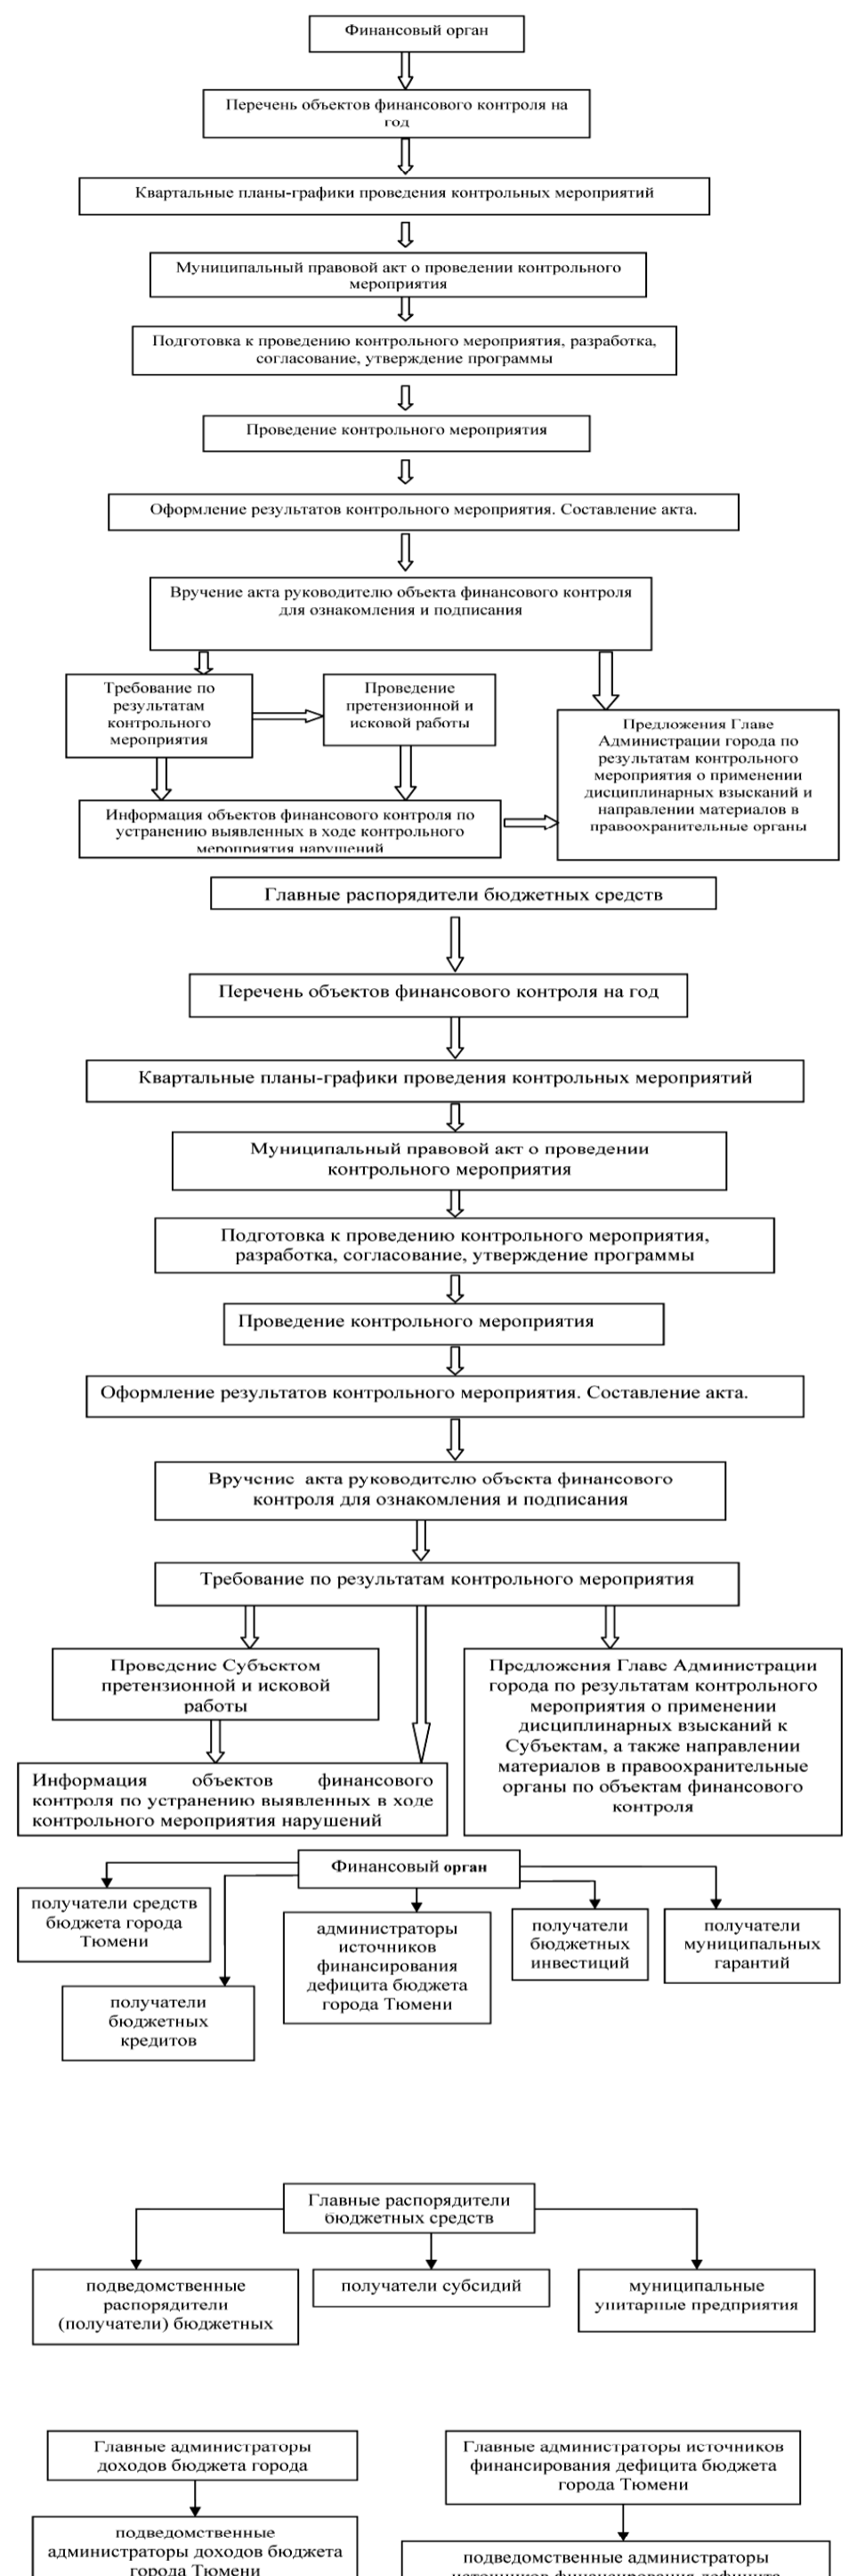 Финансовый орган
Перечень объектов финансового контроля на
год
Квартальные планы-графики проведения контрольных мероприятий
Муниципальный правовой акт о проведении контрольного
мероприятия
Подготовка к проведению контрольного мероприятия, разработка,
согласование, утверждение программы
Проведение контрольного мероприятия
Оформление результатов контрольного мероприятия. Составление акта.
Вручение акта руководителю объекта финансового контроля
для ознакомления и подписания
Требование по
результатам
контрольного
мероприятия
Проведение
претензионной и
исковой работы
Предложения Главе
Администрации города по
результатам контрольного
мероприятия о применении
дисциплинарных взысканий и
направлении материалов в
правоохранительные органы
Информация объектов финансового контроля по
устранению выявленных в ходе контрольного
мероприятия нарушений
Главные распорядители бюджетных средств
Перечень объектов финансового контроля на год
Квартальные планы-графики проведения контрольных мероприятий
Муниципальный правовой акт о проведении
контрольного мероприятия
Подготовка к проведению контрольного мероприятия,
разработка, согласование, утверждение программы
Проведение контрольного мероприятия
Оформление результатов контрольного мероприятия. Составление акта.
Вручение акта руководителю объекта финансового
контроля для ознакомления и подписания
Требование по результатам контрольного мероприятия
Проведение Субъектом
претензионной и исковой
работы
Предложения Главе Администрации
города по результатам контрольного
мероприятия о применении
дисциплинарных взысканий к
Субъектам, а также направлении
материалов в правоохранительные
органы по объектам финансового
контроля
Информация объектов финансового
контроля по устранению выявленных в ходе
контрольного мероприятия нарушений
Финансовый орган
получатели средств
бюджета города
Тюмени
получатели
бюджетных
кредитов
администраторы
источников
финансирования
дефицита бюджета
города Тюмени
получатели
бюджетных
инвестиций
получатели
муниципальных
гарантий
Главные распорядители
бюджетных средств
подведомственные
распорядители
(получатели) бюджетных
получатели субсидий
муниципальные
унитарные предприятия
Главные администраторы
доходов бюджета города
подведомственные
администраторы доходов бюджета
города Тюмени
Главные администраторы источников
финансирования дефицита бюджета
города Тюмени
подведомственные администраторы
источников финансирования дефицита